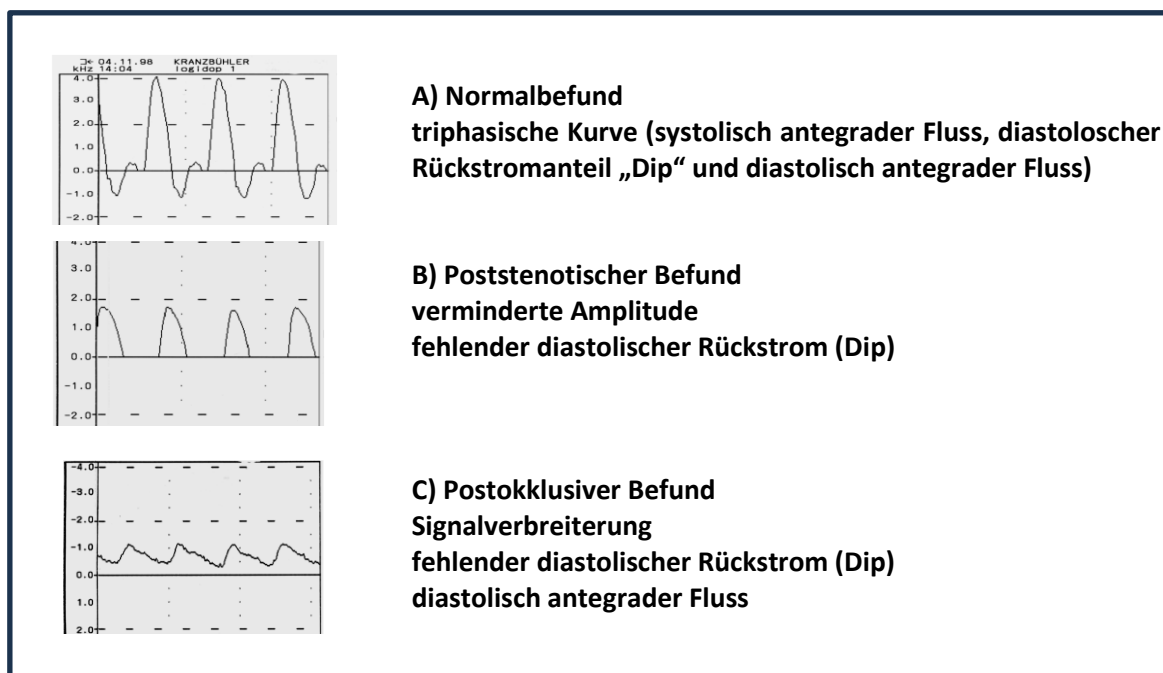 ⊐← 04.11.98 KRANZBÜHLER
kHz 14:04 logidop 1
4.0
3.0
2.0
1.0
0.0
-1.0
-2.0
A) Normalbefund
triphasische Kurve (systolisch antegrader Fluss, diastoloscher
Rückstromanteil „Dip“ und diastolisch antegrader Fluss)
4.0
3.0
2.0
1.0
0.0
-1.0
-2.0
B) Poststenotischer Befund
verminderte Amplitude
fehlender diastolischer Rückstrom (Dip)
-4.0
-3.0
-2.0
-1.0
0.0
1.0
2.0
C) Postokklusiver Befund
Signalverbreiterung
fehlender diastolischer Rückstrom (Dip)
diastolisch antegrader Fluss